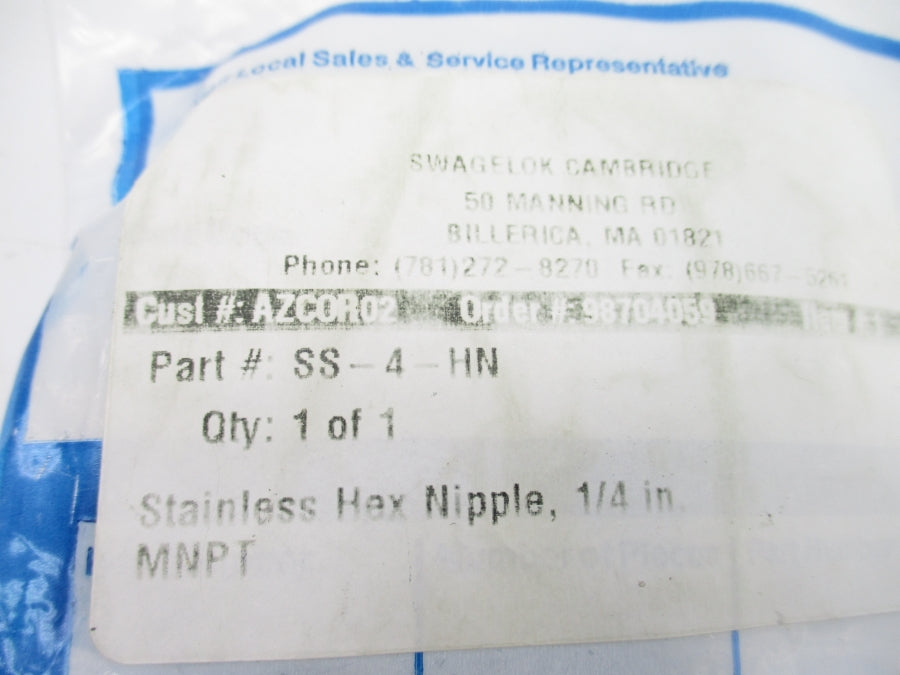 Local Sales & Service Representative
SWAGELOK CAMBRIDGE
50 MANNING RD
BILLERICA, MA 01821
Phone: (781)272-8270 Fax: (978)667-5261
Cust #: AZCOR02 Order #: 98704059
Part #: SS-4-HN
Qty: 1 of 1
Stainless Hex Nipple, 1/4 in.
MNPT